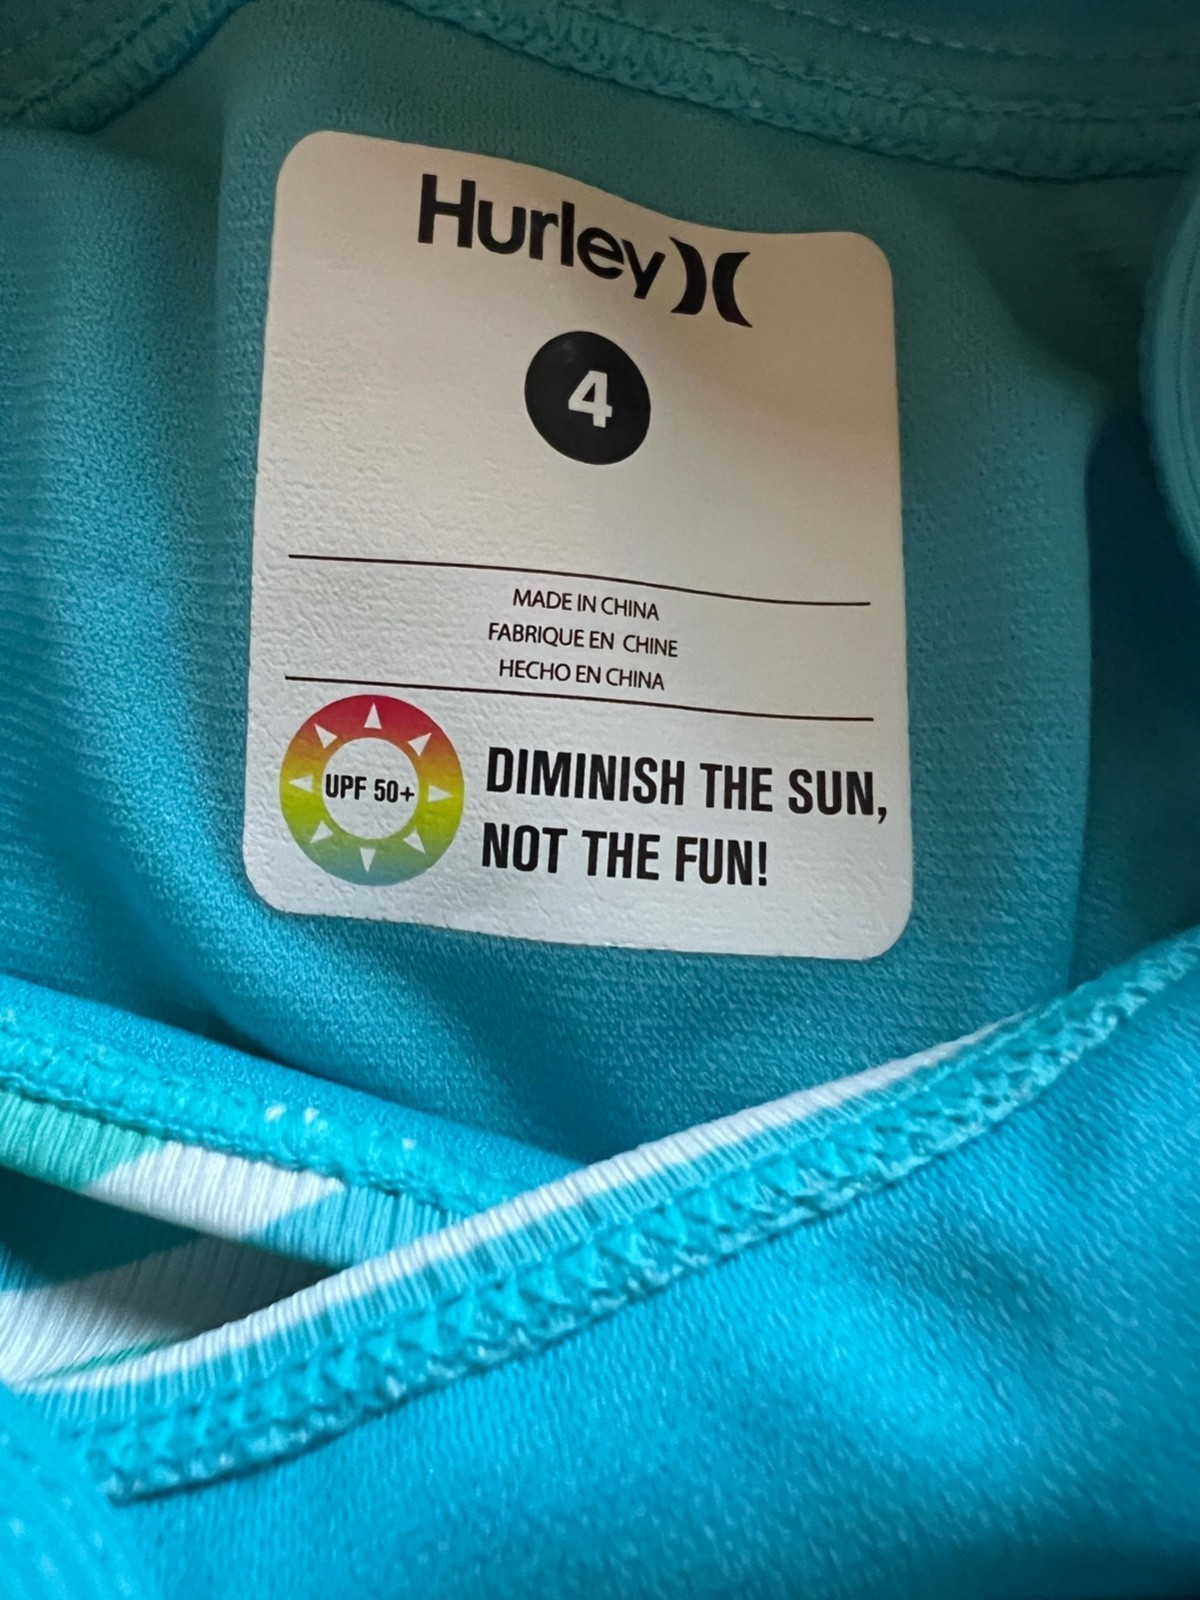 Hurley
4
MADE IN CHINA
FABRIQUE EN CHINE
HECHO EN CHINA
UPF 50+
DIMINISH THE SUN,
NOT THE FUN!